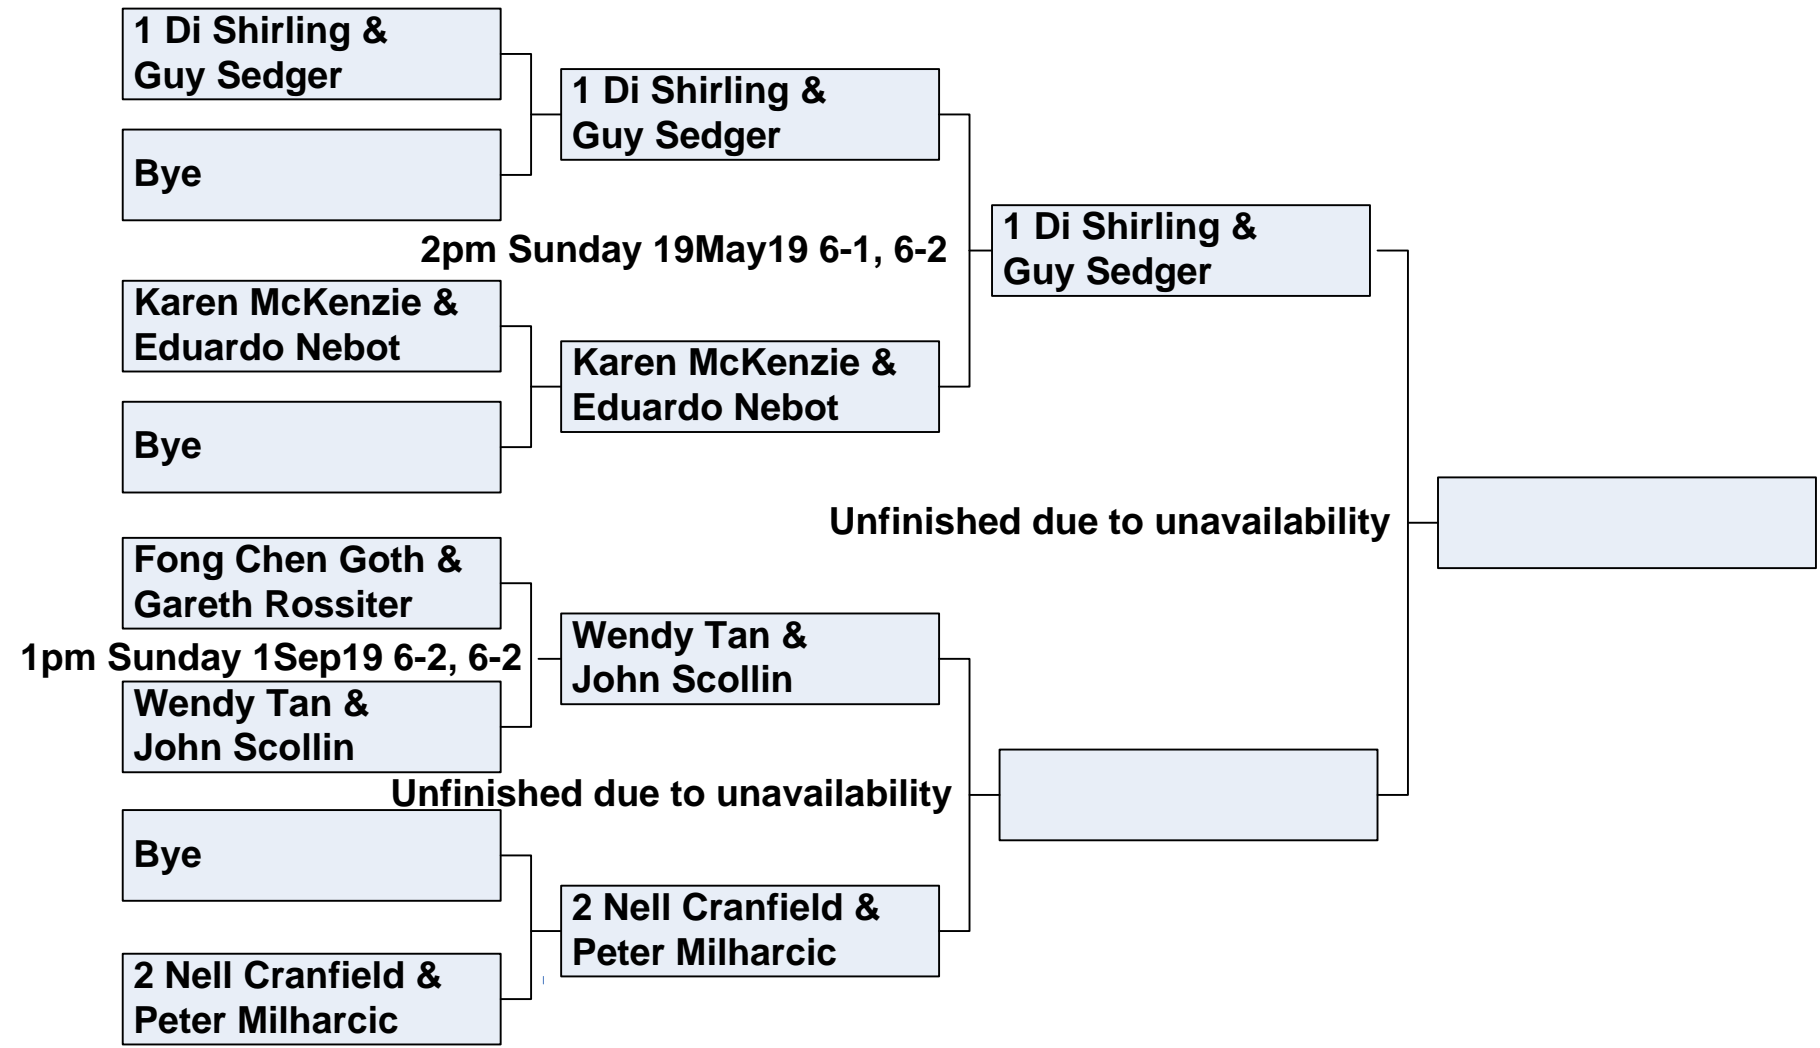 1 Di Shirling &
Guy Sedger
Bye
Karen McKenzie &
Eduardo Nebot
Bye
Fong Chen Goth &
Gareth Rossiter
1pm Sunday 1Sep19 6-2, 6-2
Wendy Tan &
John Scollin
Bye
2 Nell Cranfield &
Peter Milharcic
1 Di Shirling &
Guy Sedger
2pm Sunday 19May19 6-1, 6-2
Karen McKenzie &
Eduardo Nebot
Wendy Tan &
John Scollin
Unfinished due to unavailability
2 Nell Cranfield &
Peter Milharcic
1 Di Shirling &
Guy Sedger
Unfinished due to unavailability